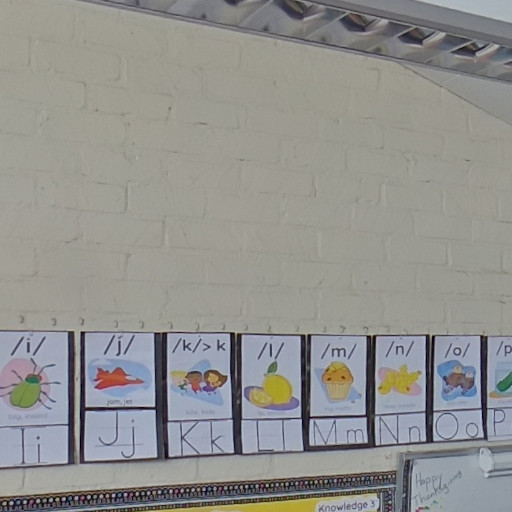 /i/
/j/
/k/>k
/l/
/m/
/n/
/o/
/p
jam, jet
Ii
Jj
Kk
Ll
Mm
Nn
Oo
P
Happy
Thanksgiving
Knowledge 3